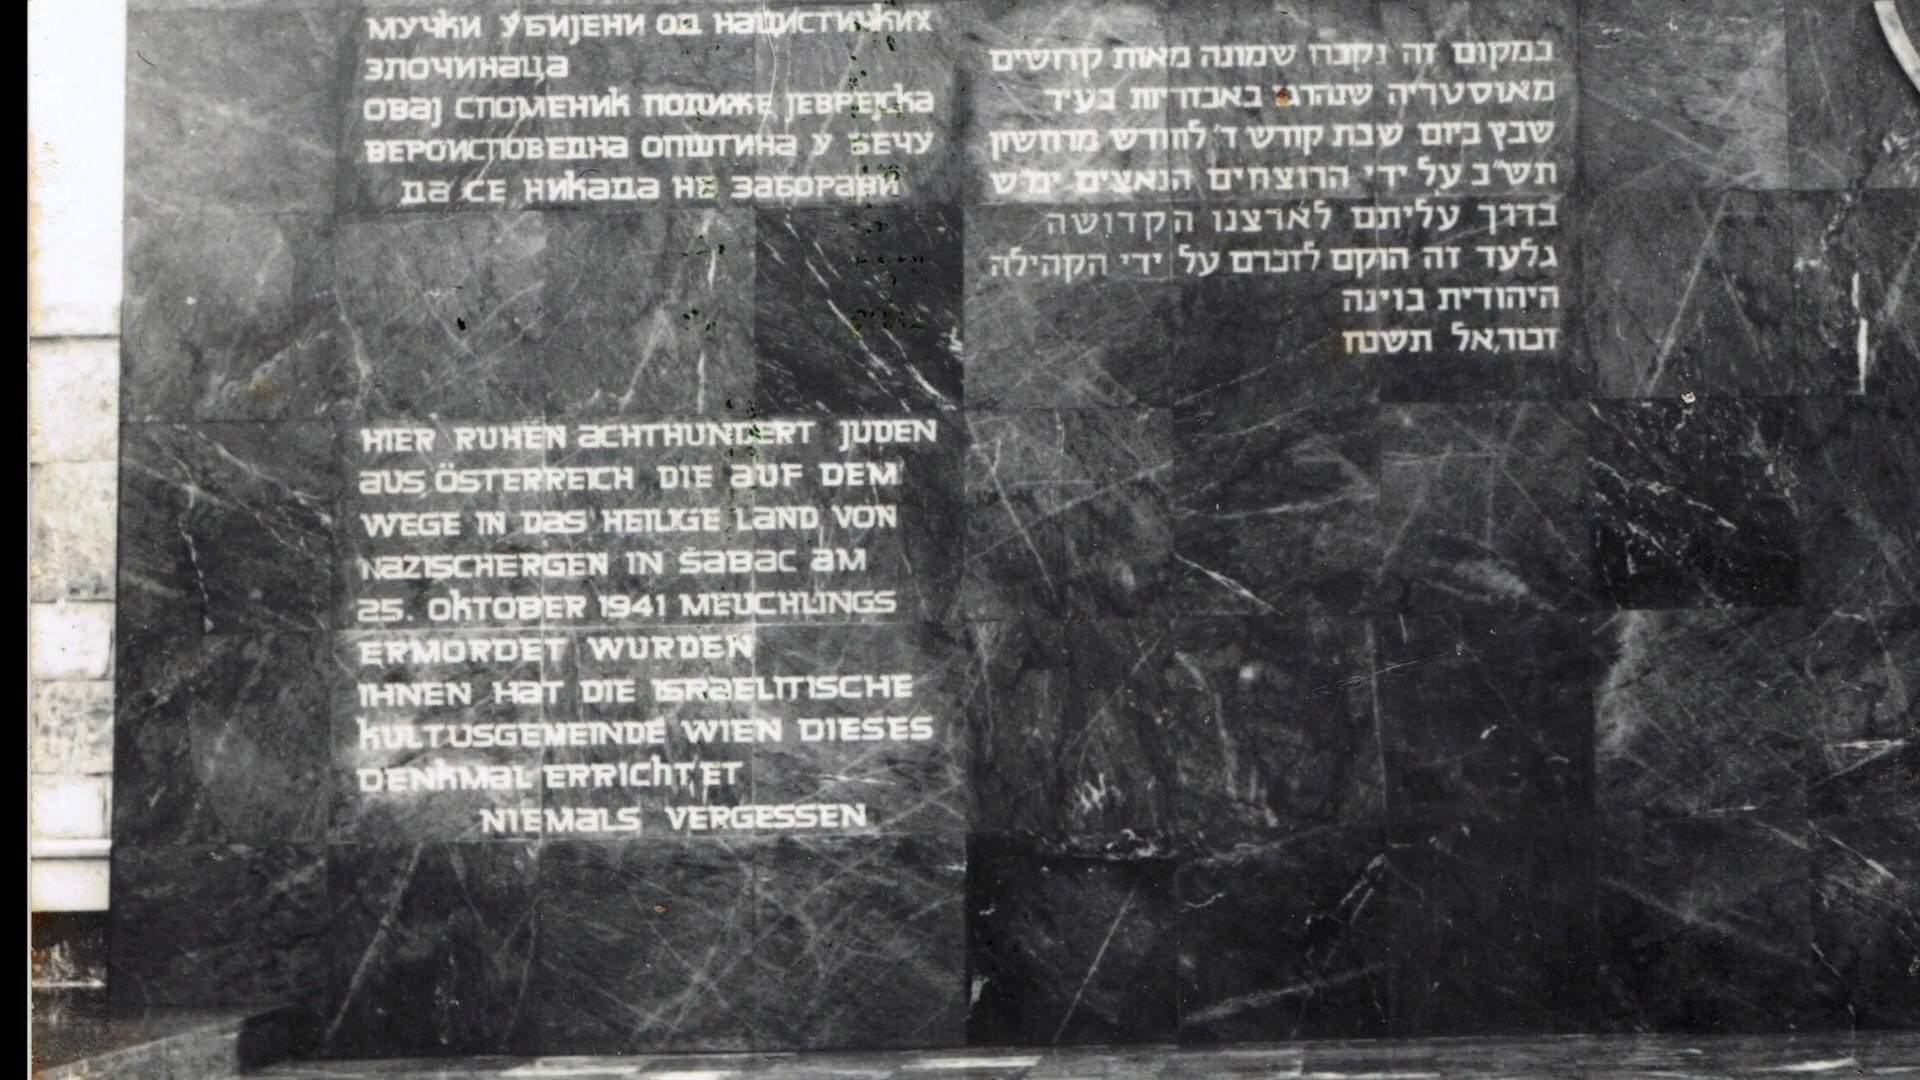 МУЧКИ УБИЈЕНИ ОД НАЦИСТИЧКИХ
ЗЛОЧИНАЦА
ОВАЈ СПОМЕНИК ПОДИЖЕ ЈЕВРЕЈСКА
ВЕРОИСПОВЕДНА ОПШТИНА У БЕЧУ
ДА СЕ НИКАДА НЕ ЗАБОРАВИ
במקום זה נקברו שמונה מאות קדושים
מאוסטריה שנהרגו באכזריות בעיר
שבץ ביום שבת קודש ד' לחודש מרחשון
תש"ב על ידי הרוצחים הנאצים ימ"ש
בדרך עליתם לארצנו הקדושה
גלעד זה הוקם לזכרם על ידי הקהילה
היהודית בוינה
HIER RUHEN ACHTHUNDERT JUDEN
AUS ÖSTERREICH DIE AUF DEM
WEGE IN DAS HEILIGE LAND VON
NAZISCHERGEN IN ŠABAC AM
25. OKTOBER 1941 MEUCHLINGS
ERMORDET WURDEN
IHNEN HAT DIE ISRAELITISCHE
KULTUSGEMEINDE WIEN DIESES
DENKMAL ERRICHTET
NIEMALS VERGESSEN